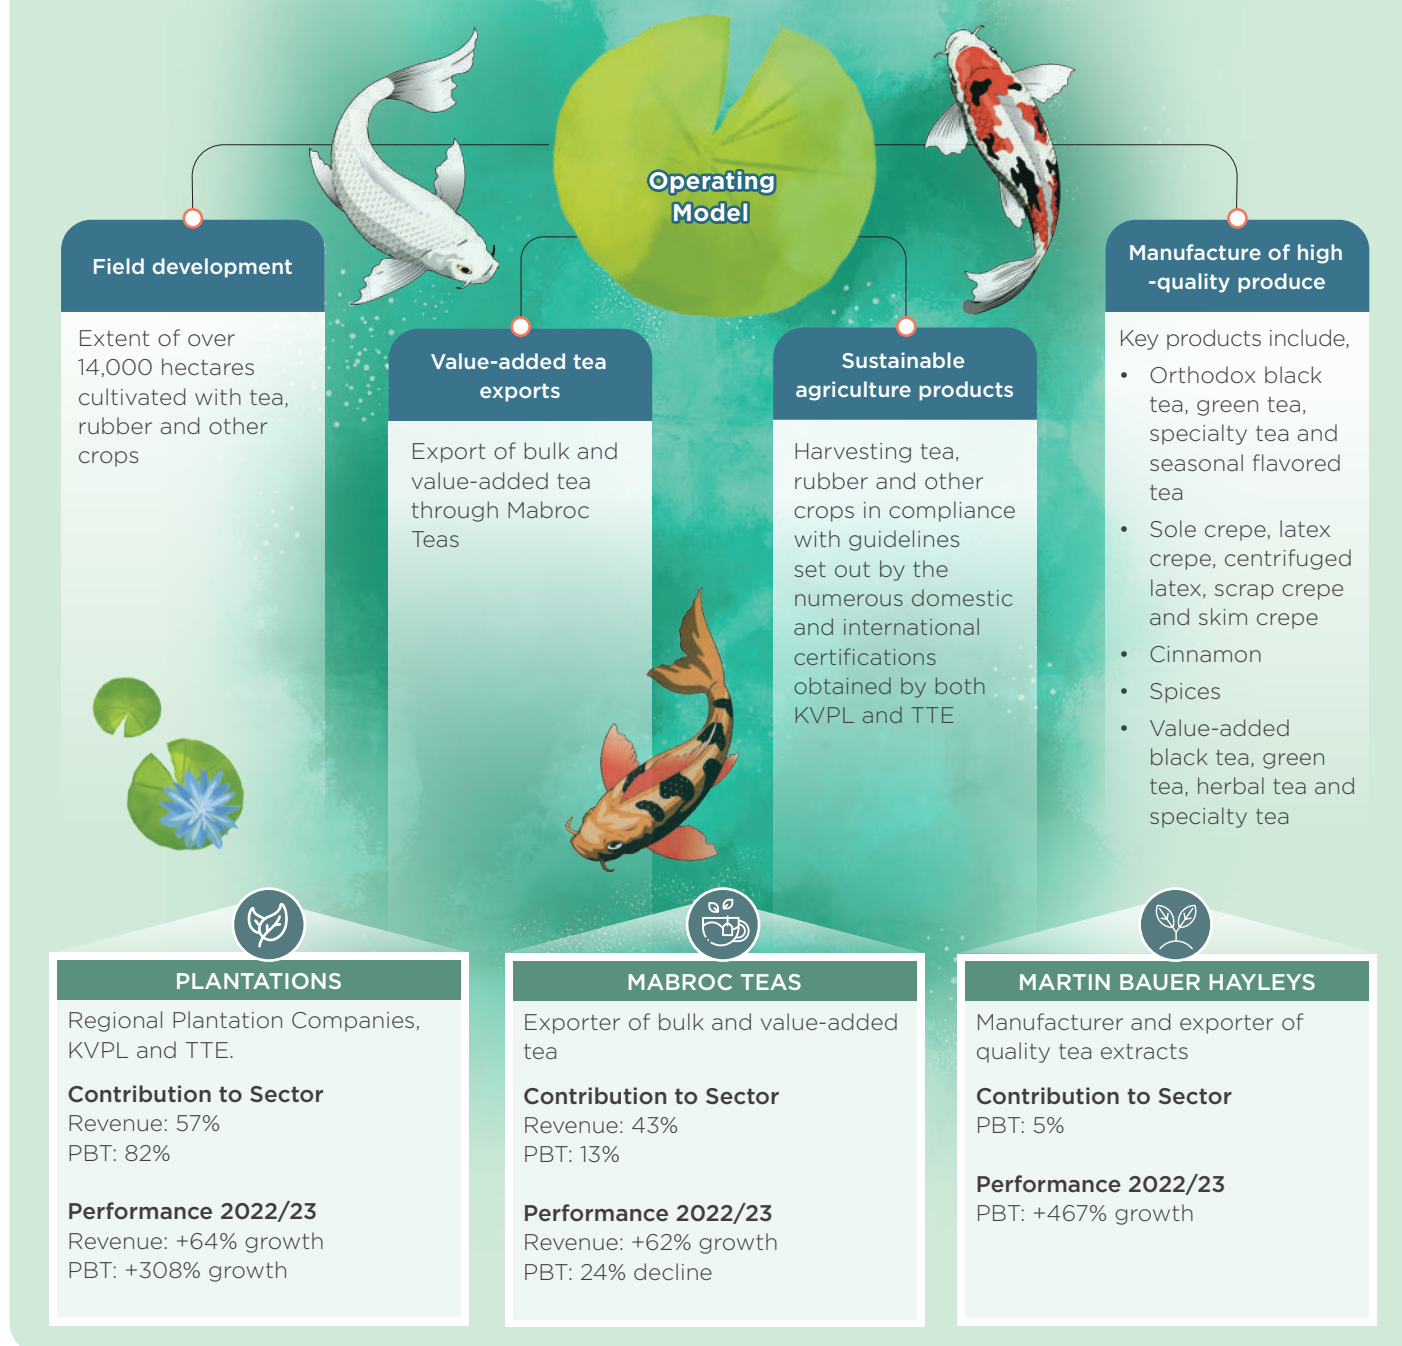 Operating
Model
Field development
Extent of over
14,000 hectares
cultivated with tea,
rubber and other
crops
Value-added tea
exports
Export of bulk and
value-added tea
through Mabroc
Teas
Sustainable
agriculture products
Harvesting tea,
rubber and other
crops in compliance
with guidelines
set out by the
numerous domestic
and international
certifications
obtained by both
KVPL and TTE
Manufacture of high
-quality produce
Key products include,
• Orthodox black
tea, green tea,
specialty tea and
seasonal flavored
tea
• Sole crepe, latex
crepe, centrifuged
latex, scrap crepe
and skim crepe
• Cinnamon
• Spices
• Value-added
black tea, green
tea, herbal tea and
specialty tea
PLANTATIONS
Regional Plantation Companies,
KVPL and TTE.
Contribution to Sector
Revenue: 57%
PBT: 82%
Performance 2022/23
Revenue: +64% growth
PBT: +308% growth
MABROC TEAS
Exporter of bulk and value-added
tea
Contribution to Sector
Revenue: 43%
PBT: 13%
Performance 2022/23
Revenue: +62% growth
PBT: 24% decline
MARTIN BAUER HAYLEYS
Manufacturer and exporter of
quality tea extracts
Contribution to Sector
PBT: 5%
Performance 2022/23
PBT: +467% growth